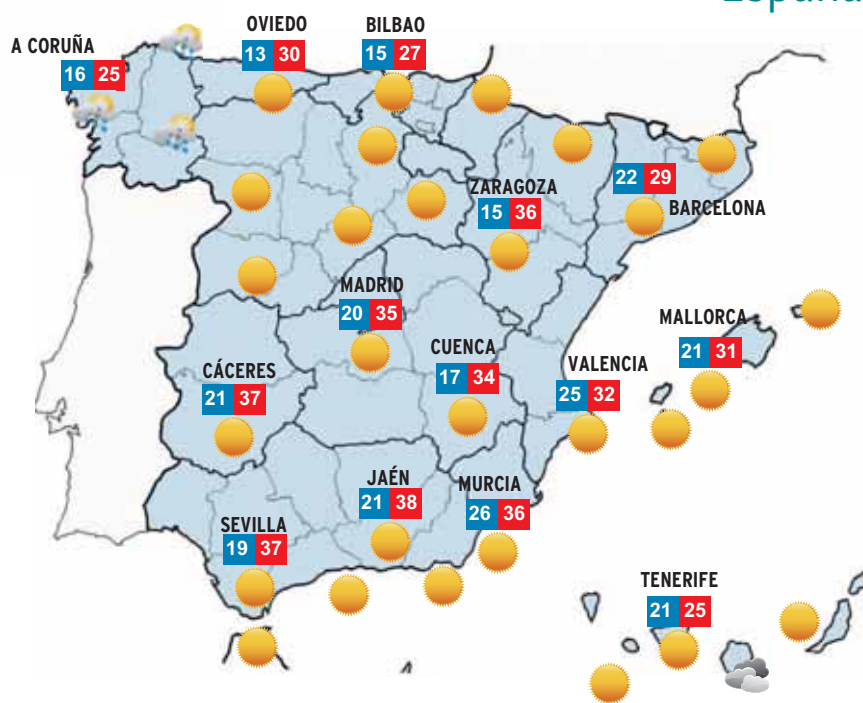 España
OVIEDO
13 30
BILBAO
15 27
A CORUÑA
16 25
ZARAGOZA
15 36
22 29
BARCELONA
MADRID
20 35
MALLORCA
21 31
CUENCA
17 34
VALENCIA
25 32
CÁCERES
21 37
JAÉN
21 38
MURCIA
26 36
SEVILLA
19 37
TENERIFE
21 25